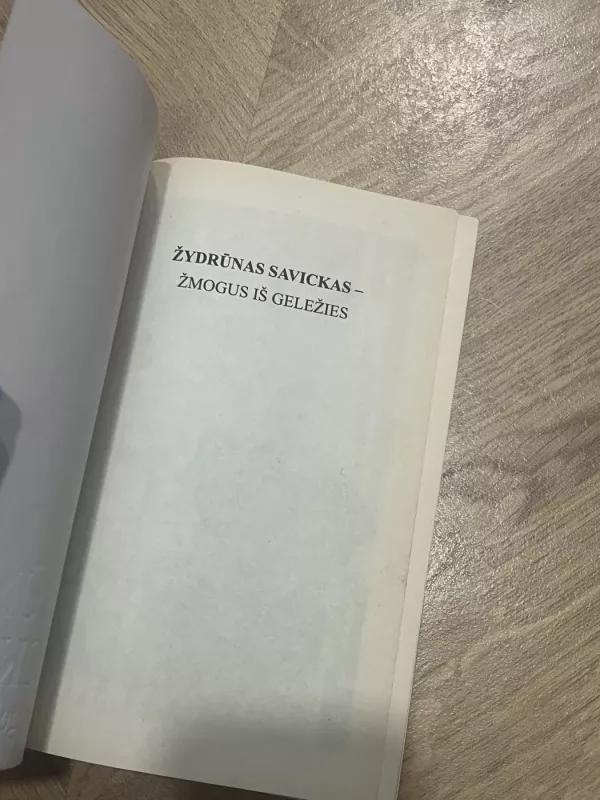 ŽYDRŪNAS SAVICKAS –
ŽMOGUS IŠ GELEŽIES